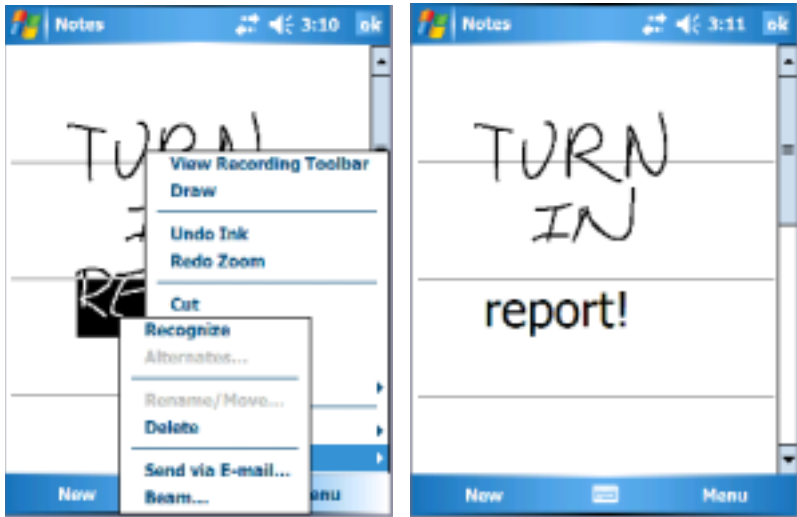 Notes 3:10 ok
TURN
View Recording Toolbar
Draw
Undo Ink
Redo Zoom
Cut
Recognize
Alternates...
Rename/Move...
Delete
Send via E-mail...
Beam...
New
Notes 3:11 ok
TURN
IN
report!
New Menu